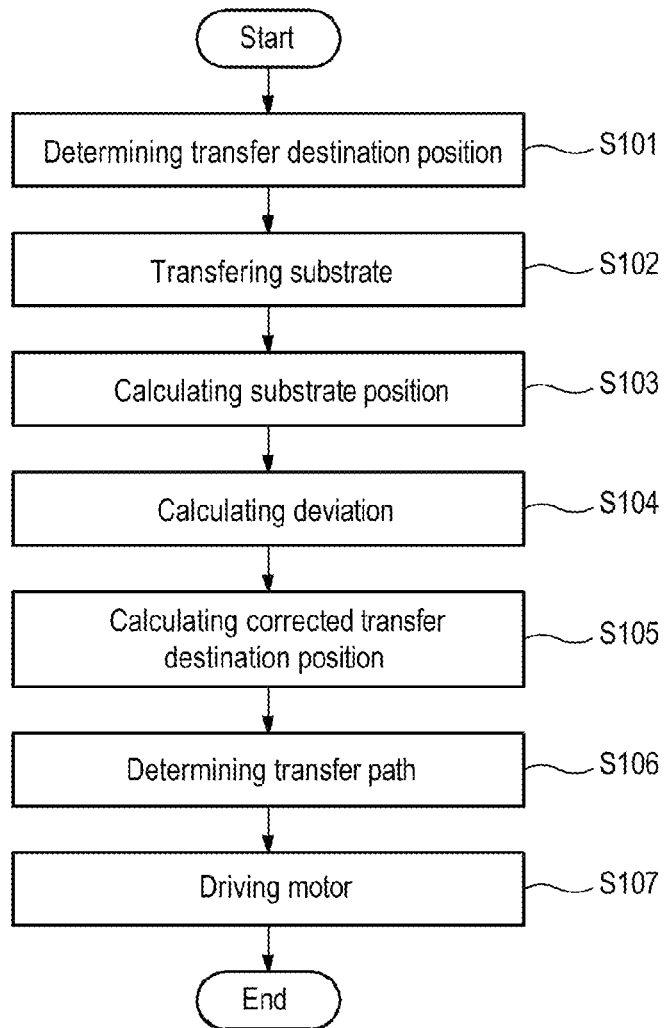 Start
Determining transfer destination position
S101
Transfering substrate
S102
Calculating substrate position
S103
Calculating deviation
S104
Calculating corrected transfer
destination position
S105
Determining transfer path
S106
Driving motor
S107
End